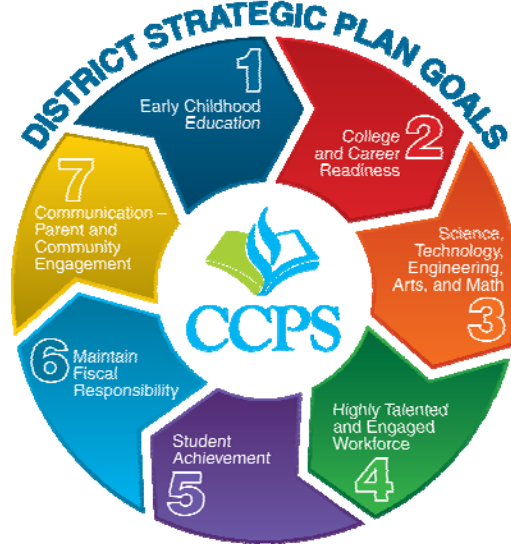 DISTRICT STRATEGIC PLAN GOALS
1
Early Childhood
Education
2
College
and Career
Readiness
Science,
Technology,
Engineering,
Arts, and Math
3
Highly Talented
and Engaged
Workforce
4
Student
Achievement
5
6
Maintain
Fiscal
Responsibility
7
Communication –
Parent and
Community
Engagement
CCPS